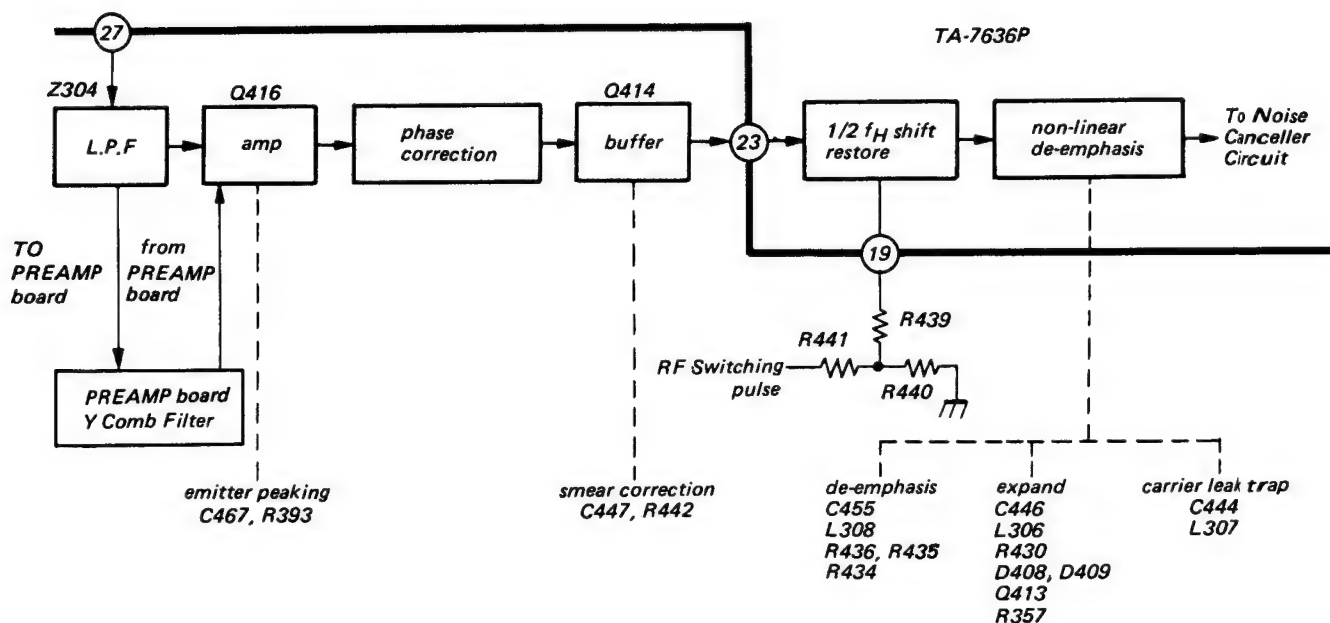 27
TA-7636P
Z304
Q416
Q414
L.P.F
amp
phase
correction
buffer
23
1/2 fH shift
restore
non-linear
de-emphasis
To Noise
Canceller
Circuit
TO
PREAMP
board
from
PREAMP
board
19
R439
R441
RF Switching
pulse
R440
PREAMP board
Y Comb Filter
emitter peaking
C467, R393
smear correction
C447, R442
de-emphasis
C455
L308
R436, R435
R434
expand
C446
L306
R430
D408, D409
Q413
R357
carrier leak trap
C444
L307